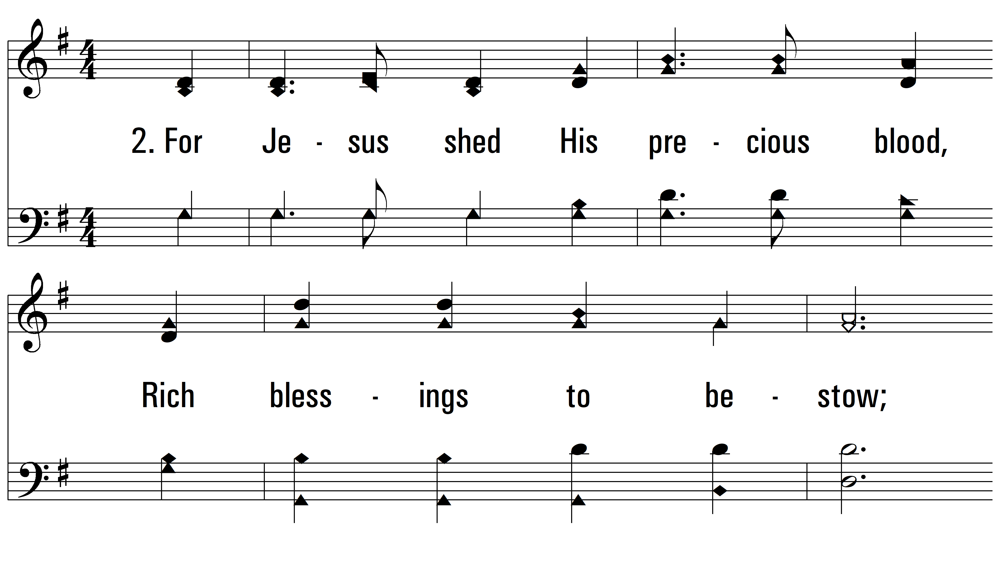 2. For Je - sus shed His pre - cious blood,
Rich bless - ings to be - stow;